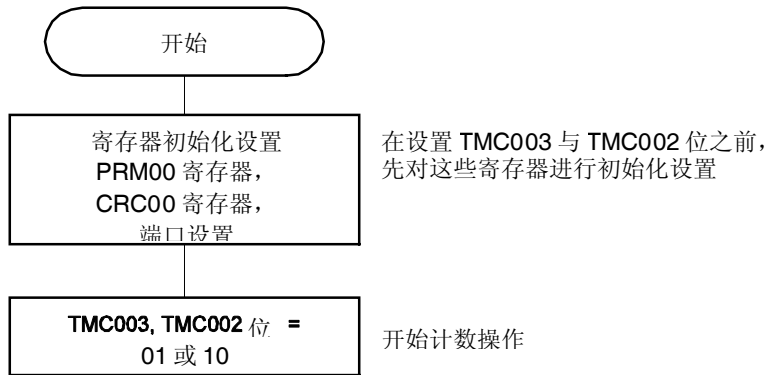 开始
寄存器初始化设置
PRM00 寄存器，
CRC00 寄存器，
端口设置
在设置 TMC003 与 TMC002 位之前，
先对这些寄存器进行初始化设置
TMC003, TMC002 位 =
01 或 10
开始计数操作